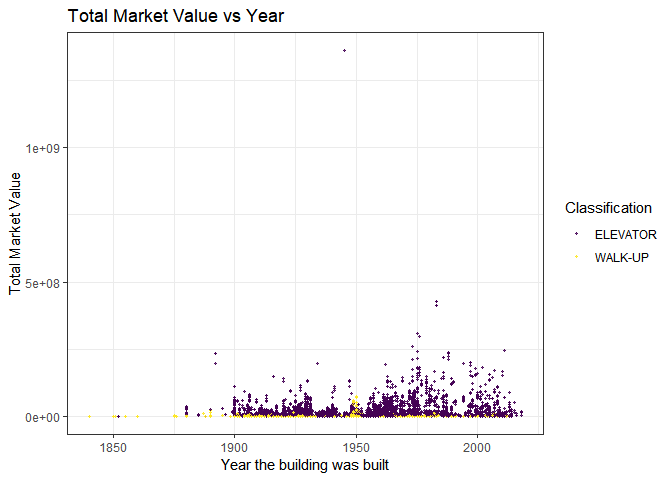 Total Market Value vs Year
Total Market Value
1e+09
5e+08
0e+00
1850
1900
1950
2000
Year the building was built
Classification
ELEVATOR
WALK-UP